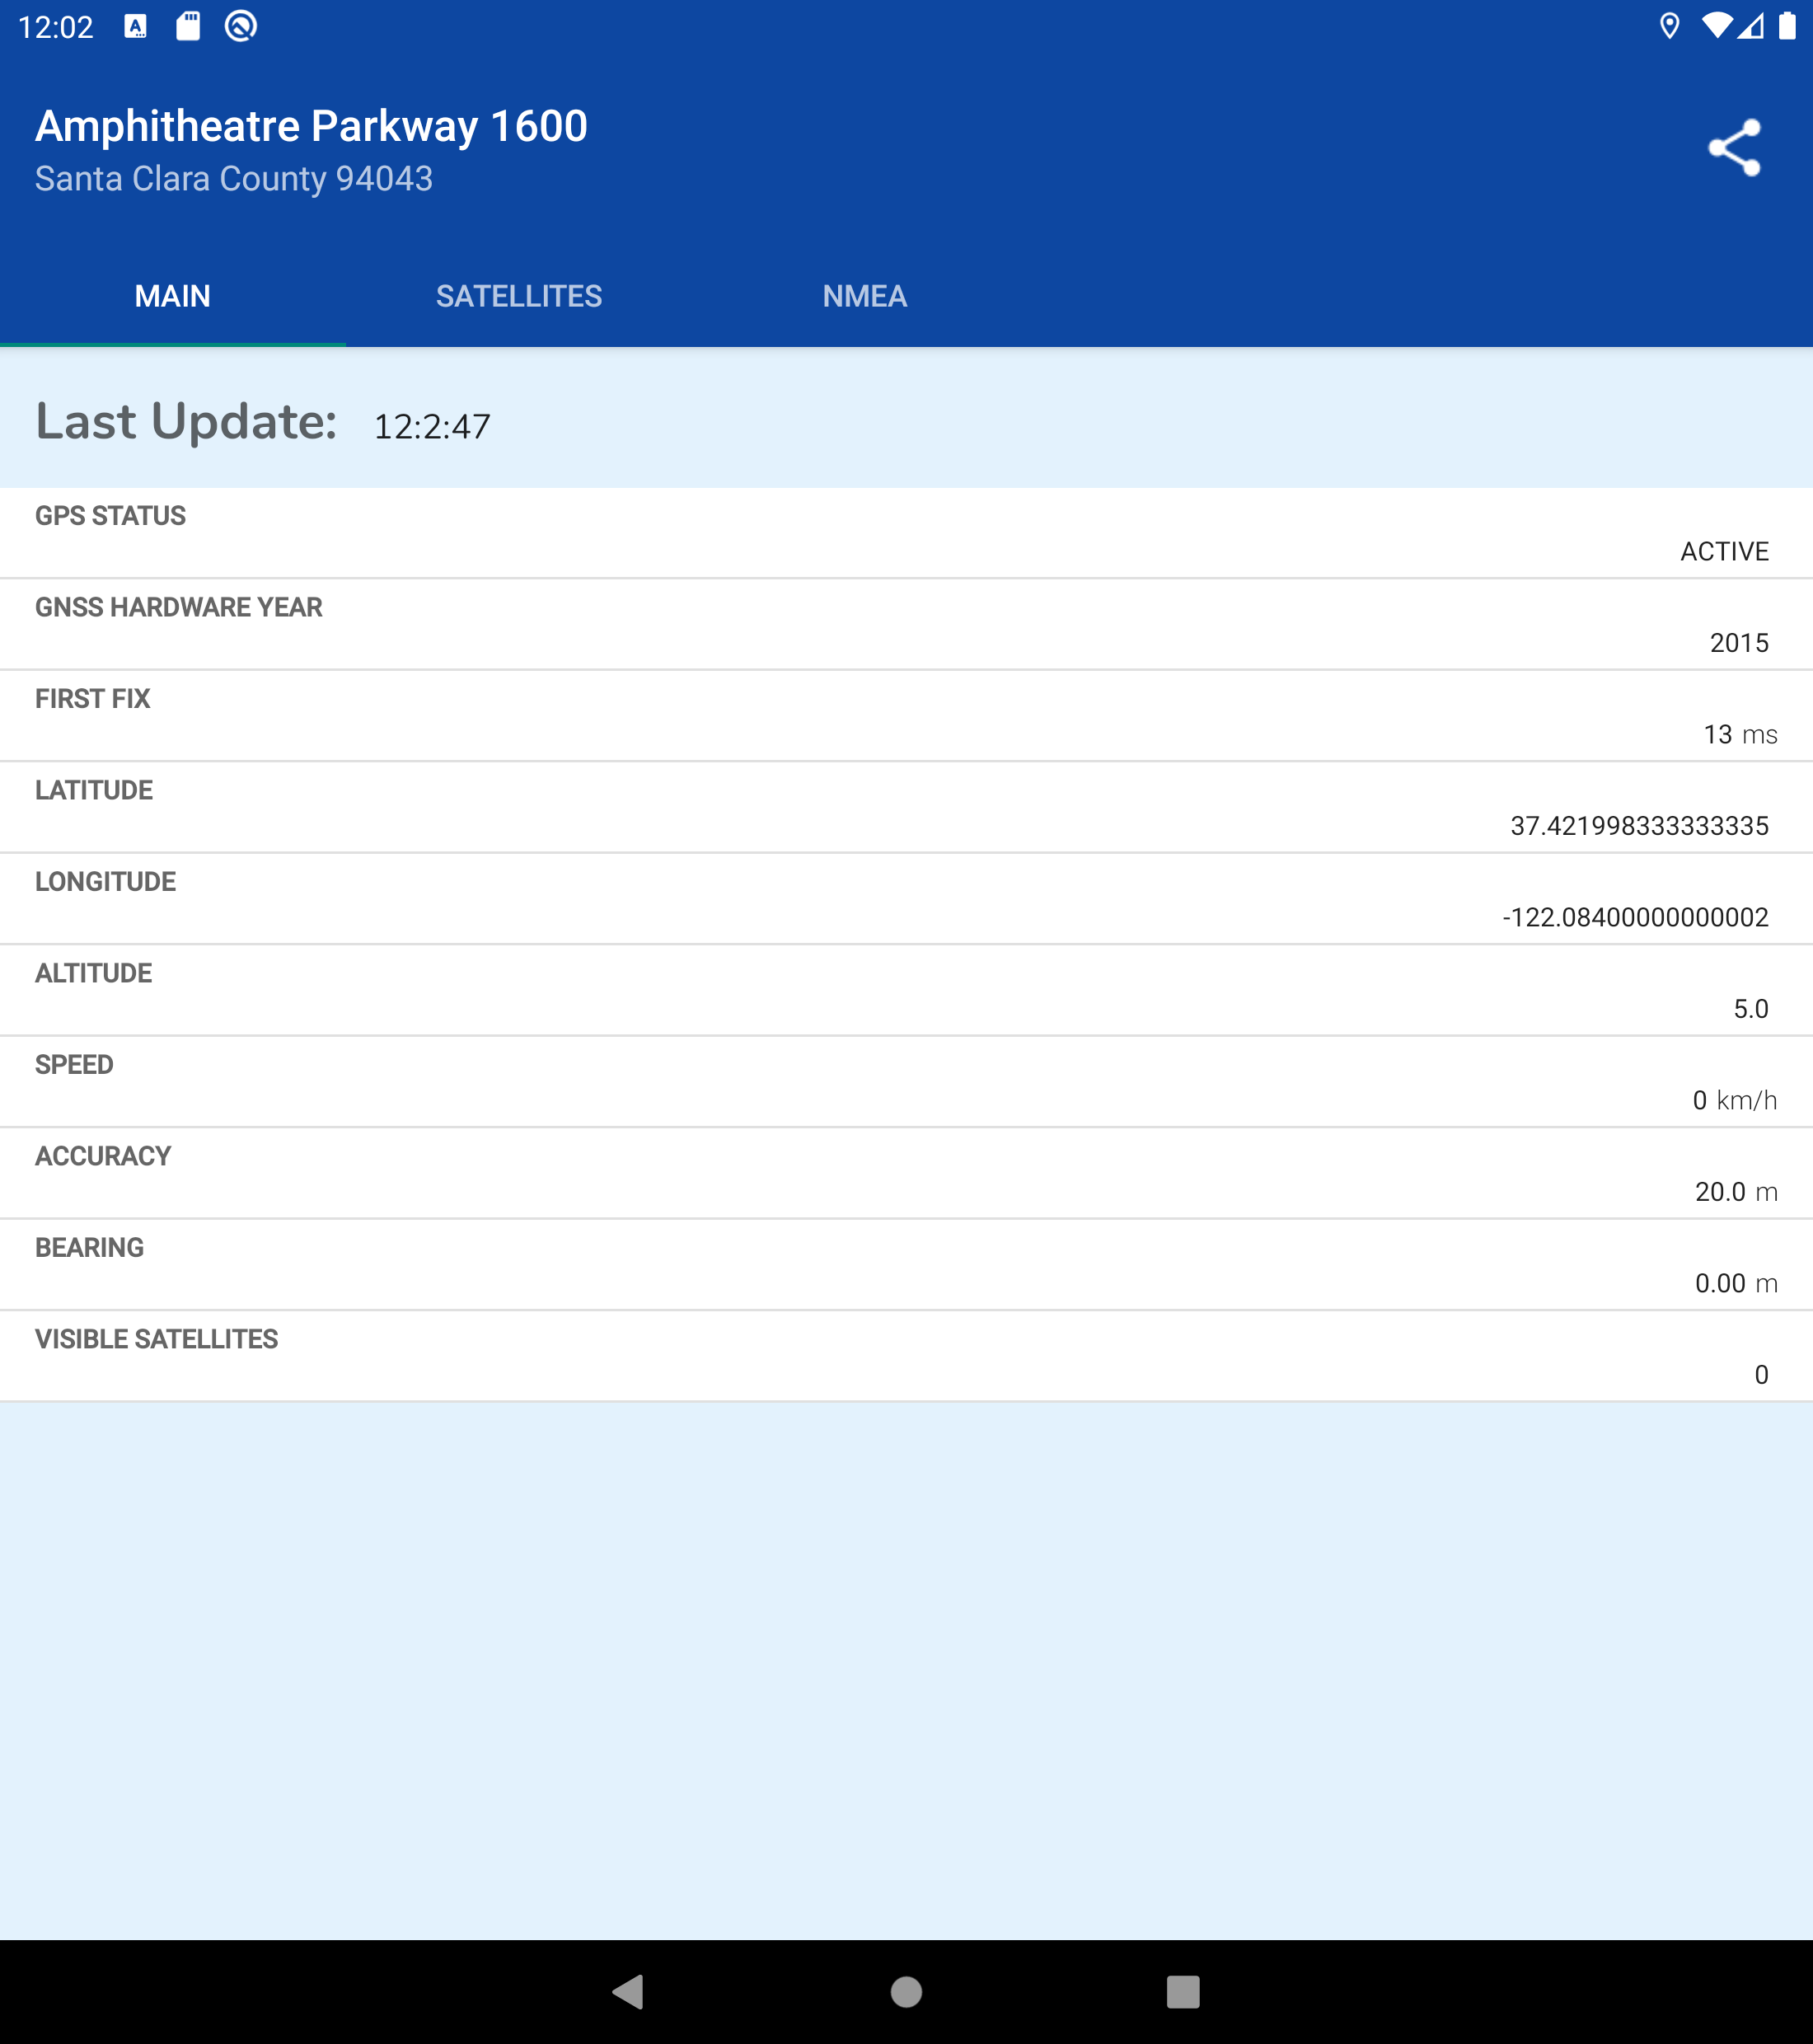 12:02
Amphitheatre Parkway 1600
Santa Clara County 94043
MAIN SATELLITES NMEA
Last Update: 12:2:47
GPS STATUS
ACTIVE
GNSS HARDWARE YEAR
2015
FIRST FIX
13 ms
LATITUDE
37.421998333333335
LONGITUDE
-122.08400000000002
ALTITUDE
5.0
SPEED
0 km/h
ACCURACY
20.0 m
BEARING
0.00 m
VISIBLE SATELLITES
0